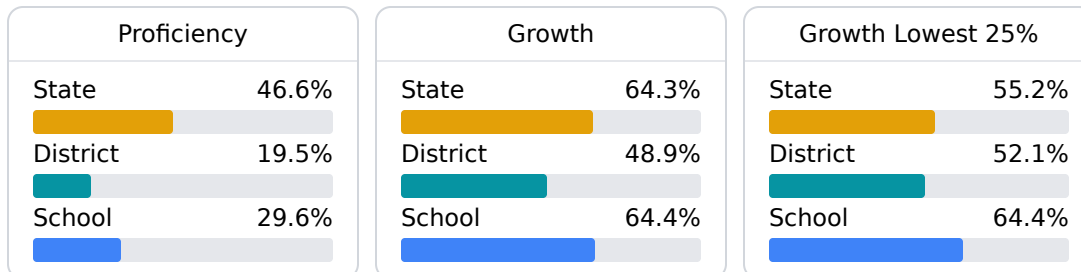 Proficiency
State 46.6%
District 19.5%
School 29.6%
Growth
State 64.3%
District 48.9%
School 64.4%
Growth Lowest 25%
State 55.2%
District 52.1%
School 64.4%